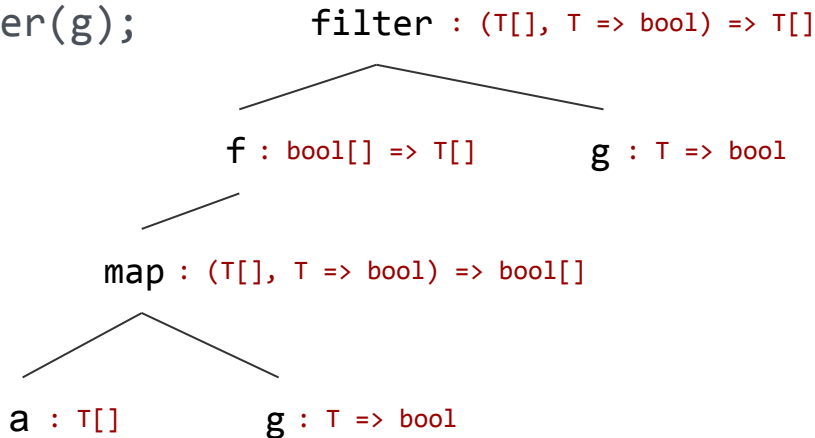 er(g);
filter : (T[], T => bool) => T[]
f : bool[] => T[]
g : T => bool
map : (T[], T => bool) => bool[]
a : T[]
g : T => bool